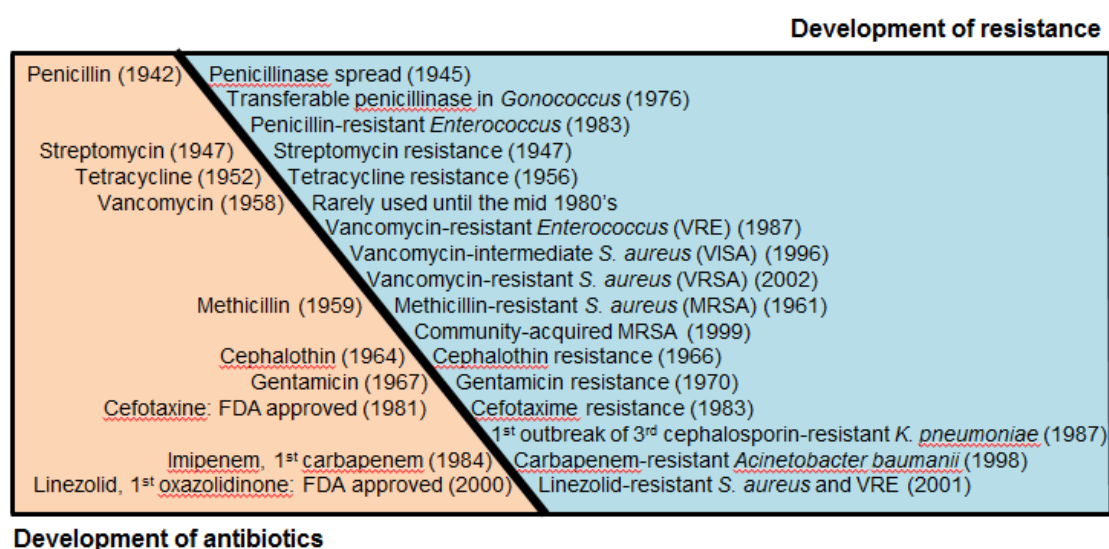 Development of resistance
Penicillin (1942) Penicillinase spread (1945)
Transferable penicillinase in Gonococcus (1976)
Penicillin-resistant Enterococcus (1983)
Streptomycin (1947) Streptomycin resistance (1947)
Tetracycline (1952) Tetracycline resistance (1956)
Vancomycin (1958) Rarely used until the mid 1980's
Vancomycin-resistant Enterococcus (VRE) (1987)
Vancomycin-intermediate S. aureus (VISA) (1996)
Vancomycin-resistant S. aureus (VRSA) (2002)
Methicillin (1959) Methicillin-resistant S. aureus (MRSA) (1961)
Community-acquired MRSA (1999)
Cephalothin (1964) Cephalothin resistance (1966)
Gentamicin (1967) Gentamicin resistance (1970)
Cefotaxine: FDA approved (1981) Cefotaxime resistance (1983)
1st outbreak of 3rd cephalosporin-resistant K. pneumoniae (1987)
Imipenem, 1st carbapenem (1984) Carbapenem-resistant Acinetobacter baumanii (1998)
Linezolid, 1st oxazolidinone: FDA approved (2000) Linezolid-resistant S. aureus and VRE (2001)
Development of antibiotics